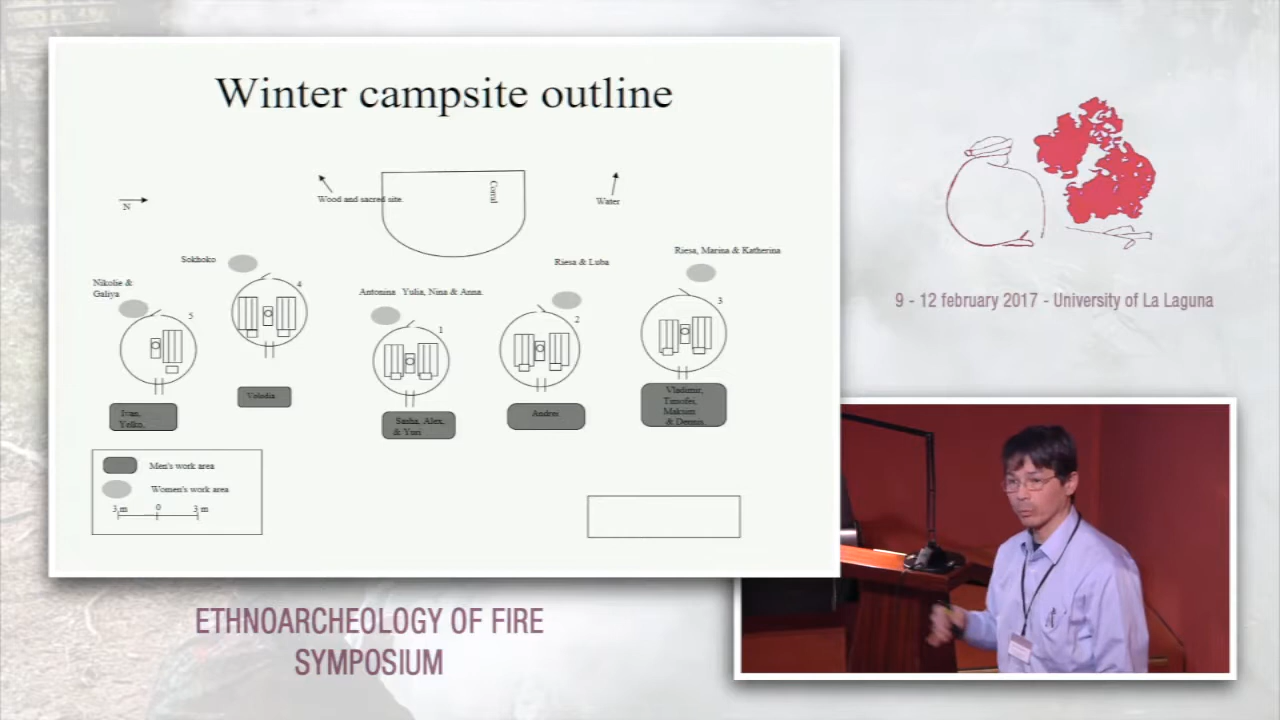 Winter campsite outline
N
Wood and sacred site.
Corral
Water
Sokhoko
Riesa & Luba
Riesa, Marina & Katherina
Nikolie &
Galiya
Antonina Yulia, Nina & Anna.
5
4
1
2
3
Ivan,
Yelko,
Volodia
Sasha, Alex,
& Yuri
Andrei
Vladimir,
Timofei,
Maksim
& Dennis.
Men's work area
Women's work area
3 m 0 3 m
9 - 12 february 2017 - University of La Laguna
ETHNOARCHEOLOGY OF FIRE
SYMPOSIUM